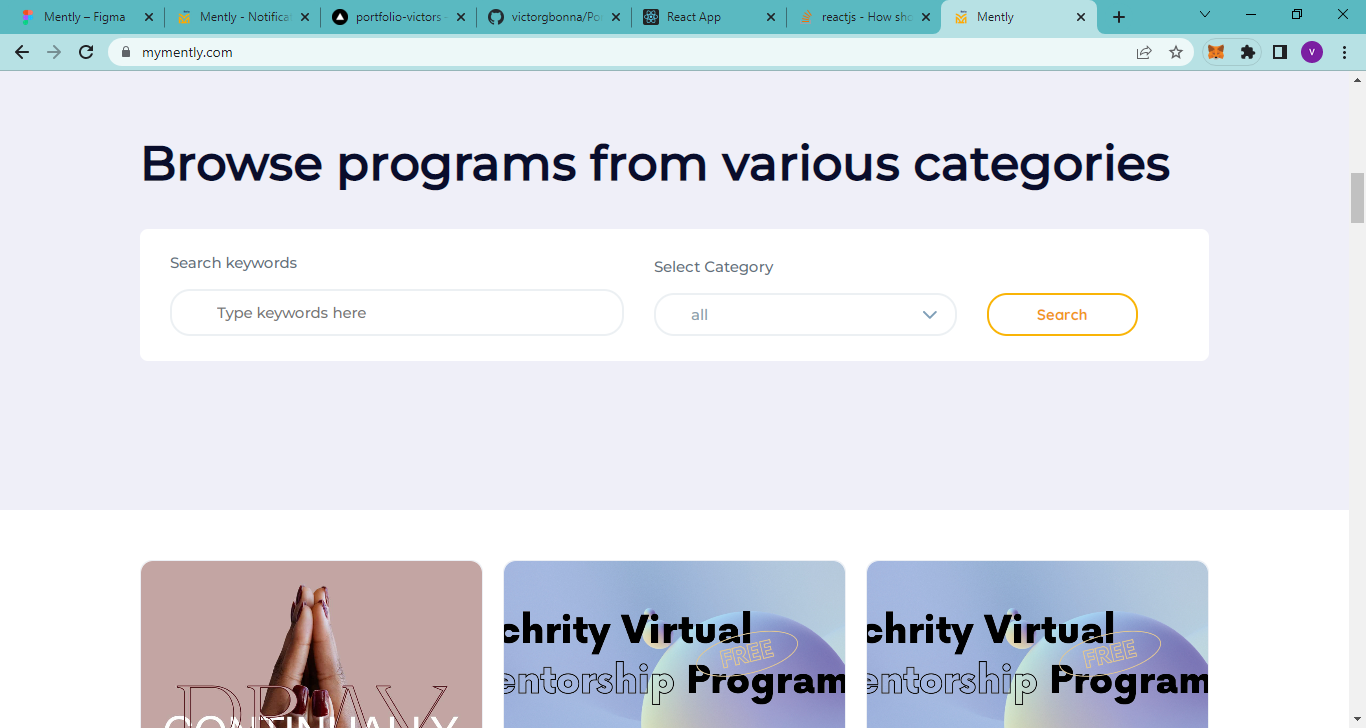 Mently – Figma
Mently - Notificat
portfolio-victors
victorgbonna/Po
React App
reactjs - How sho
Mently
mymently.com
V
Browse programs from various categories
Search keywords
Select Category
Type keywords here
all
Search
PRAY
CONTINUALLY
chrity Virtual
FREE
entorship Program
chrity Virtual
FREE
entorship Program